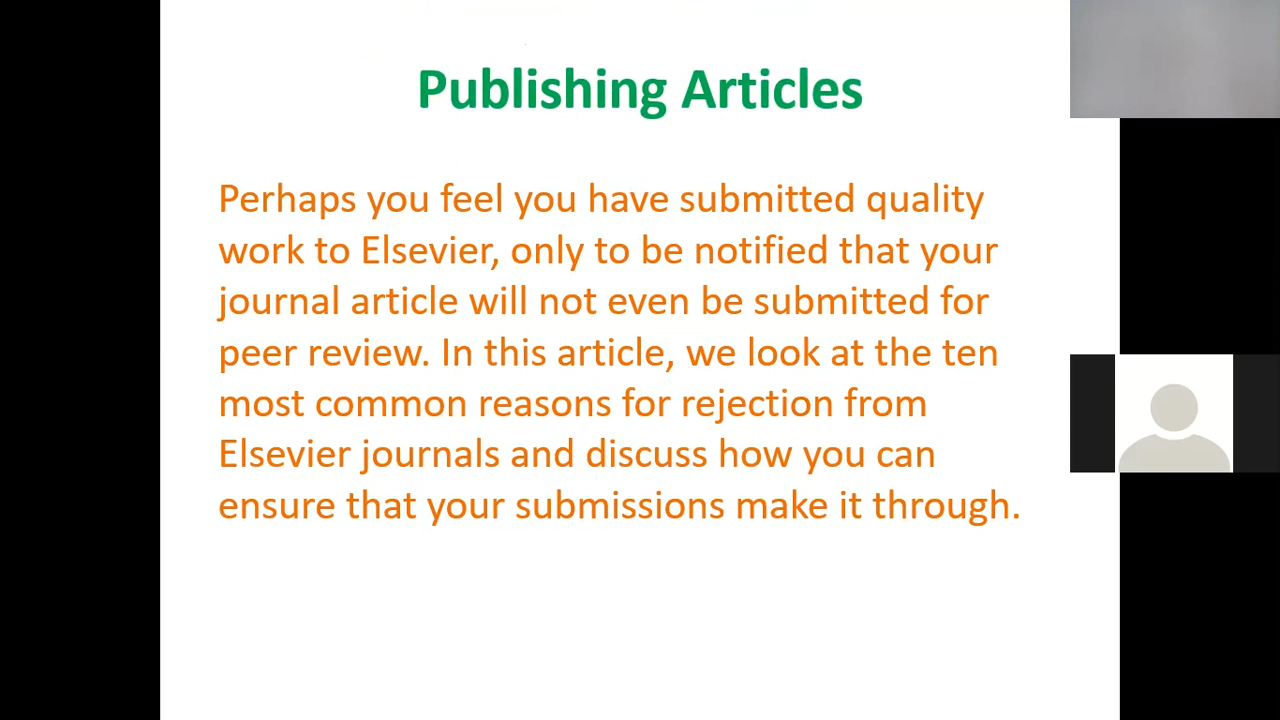 Publishing Articles
Perhaps you feel you have submitted quality
work to Elsevier, only to be notified that your
journal article will not even be submitted for
peer review. In this article, we look at the ten
most common reasons for rejection from
Elsevier journals and discuss how you can
ensure that your submissions make it through.